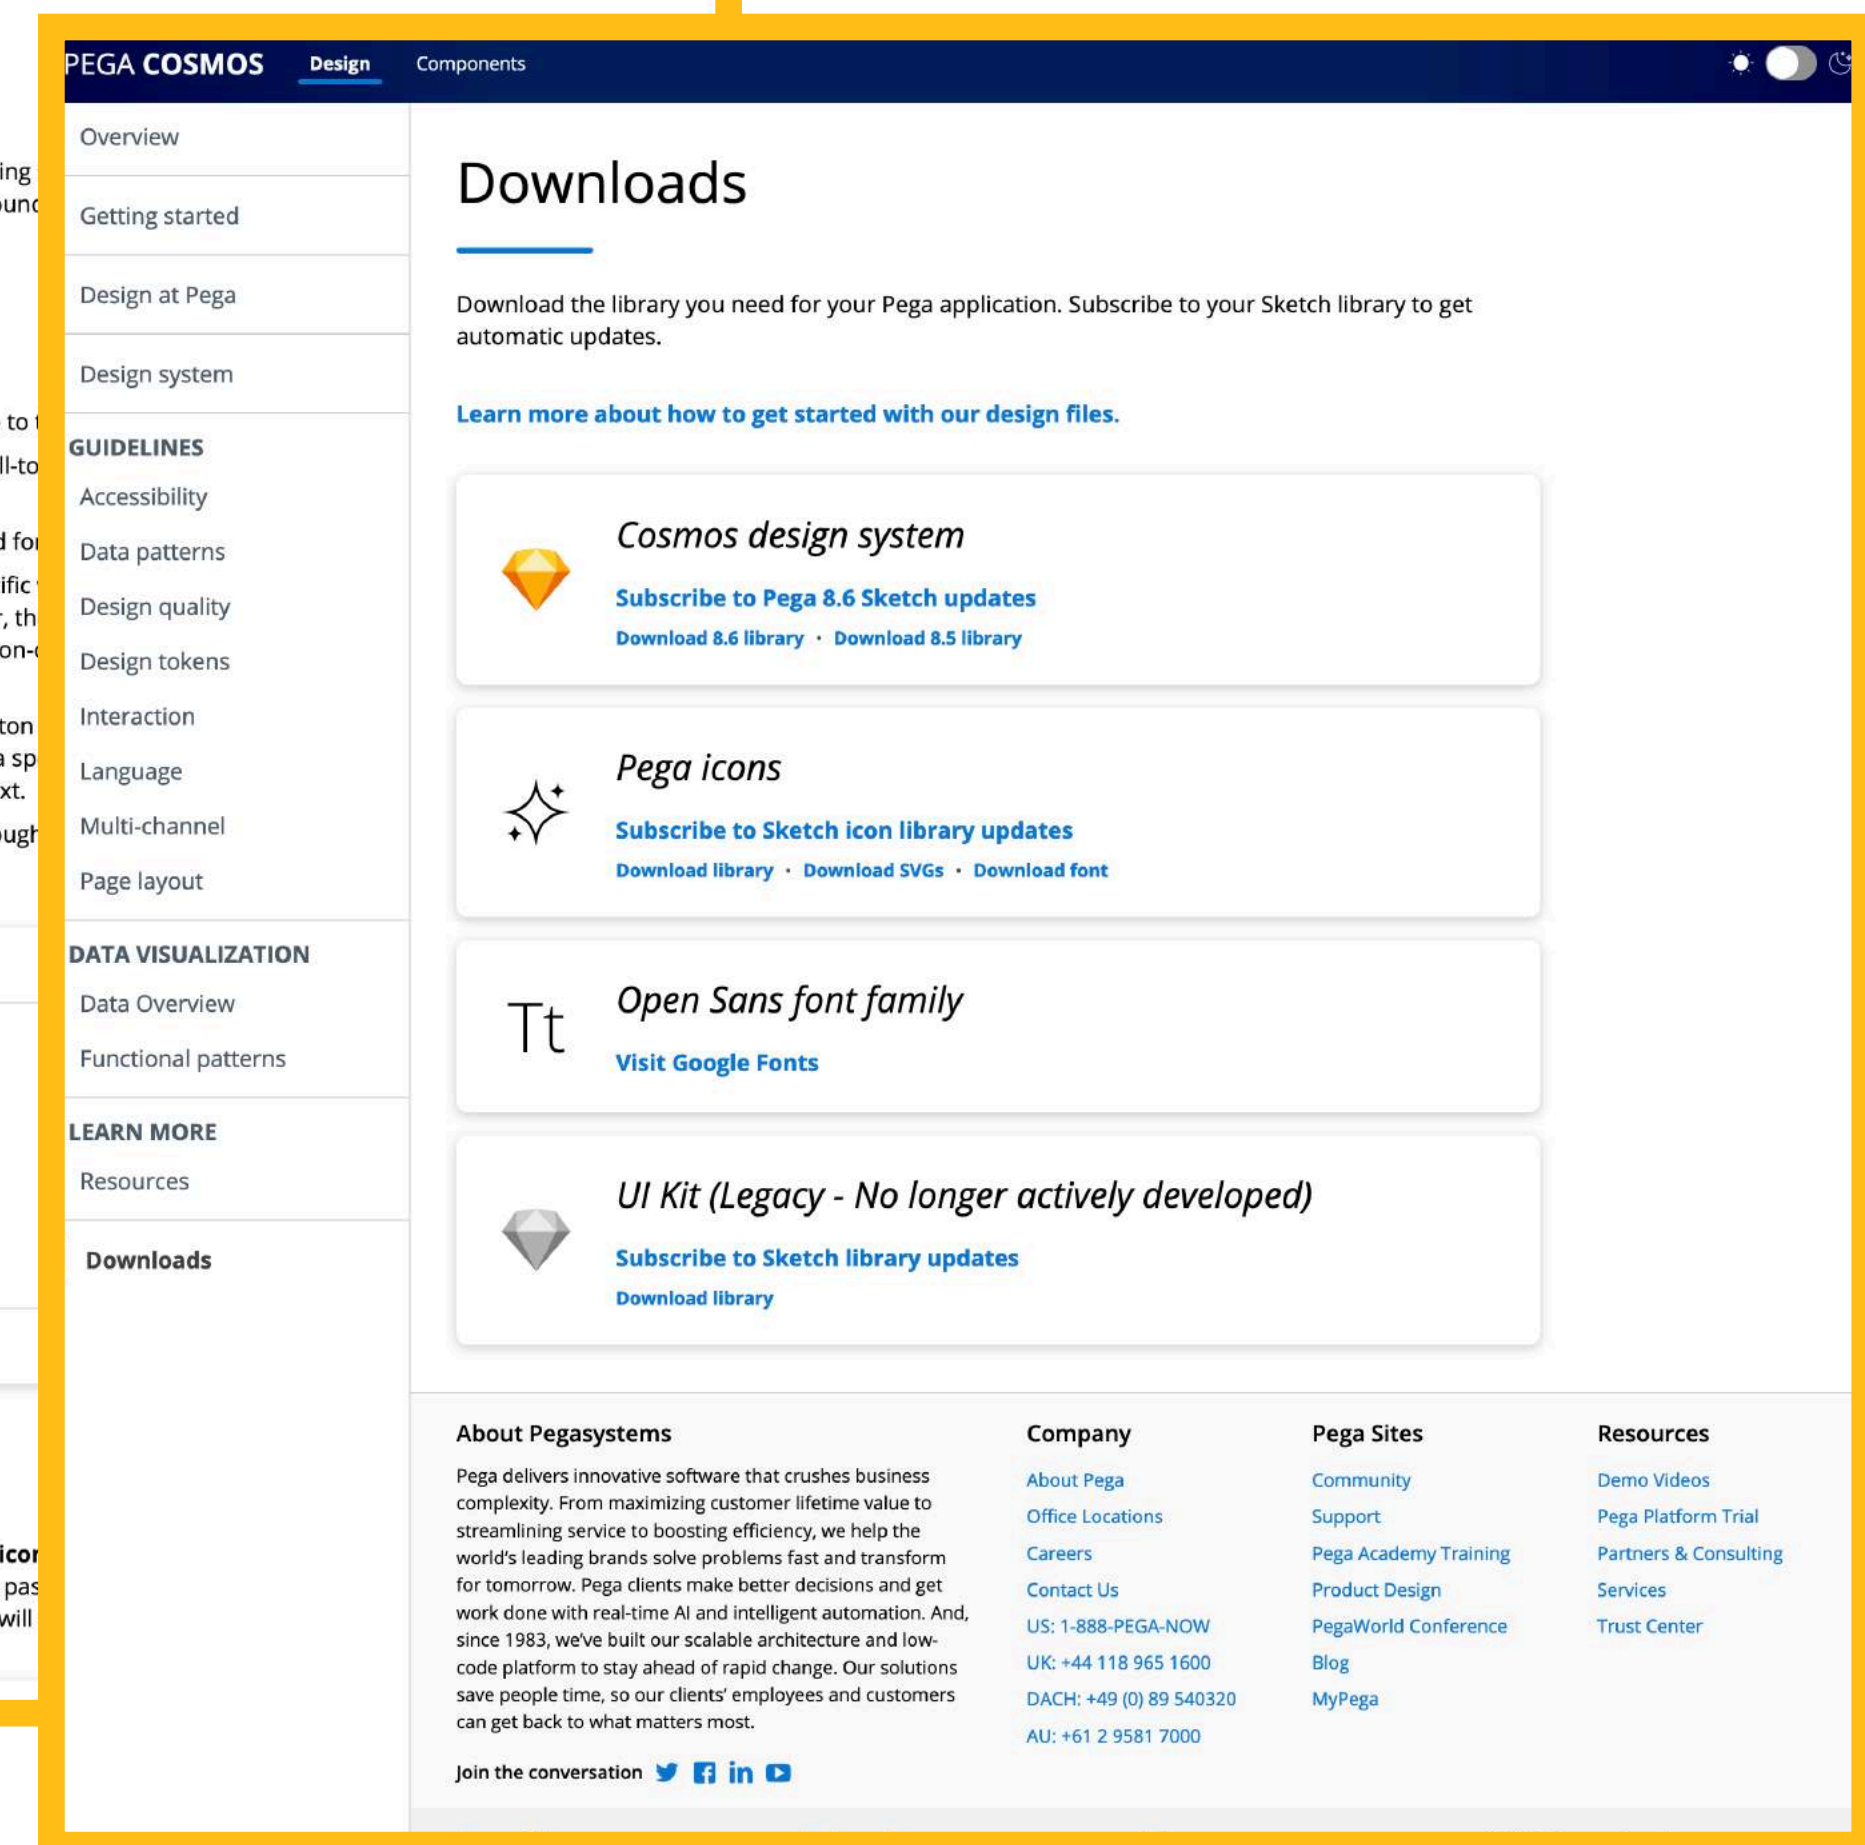 PEGA COSMOS
Design
Components
Overview
Getting started
Design at Pega
Design system
GUIDELINES
Accessibility
Data patterns
Design quality
Design tokens
Interaction
Language
Multi-channel
Page layout
DATA VISUALIZATION
Data Overview
Functional patterns
LEARN MORE
Resources
Downloads
Downloads
Download the library you need for your Pega application. Subscribe to your Sketch library to get
automatic updates.
Learn more about how to get started with our design files.
Cosmos design system
Subscribe to Pega 8.6 Sketch updates
Download 8.6 library · Download 8.5 library
Pega icons
Subscribe to Sketch icon library updates
Download library · Download SVGs · Download font
Tt
Open Sans font family
Visit Google Fonts
UI Kit (Legacy - No longer actively developed)
Subscribe to Sketch library updates
Download library
About Pegasystems
Pega delivers innovative software that crushes business
complexity. From maximizing customer lifetime value to
streamlining service to boosting efficiency, we help the
world's leading brands solve problems fast and transform
for tomorrow. Pega clients make better decisions and get
work done with real-time AI and intelligent automation. And,
since 1983, we've built our scalable architecture and low-
code platform to stay ahead of rapid change. Our solutions
save people time, so our clients' employees and customers
can get back to what matters most.
Join the conversation
Company
About Pega
Office Locations
Careers
Contact Us
US: 1-888-PEGA-NOW
UK: +44 118 965 1600
DACH: +49 (0) 89 540320
AU: +61 2 9581 7000
Pega Sites
Community
Support
Pega Academy Training
Product Design
PegaWorld Conference
Blog
MyPega
Resources
Demo Videos
Pega Platform Trial
Partners & Consulting
Services
Trust Center